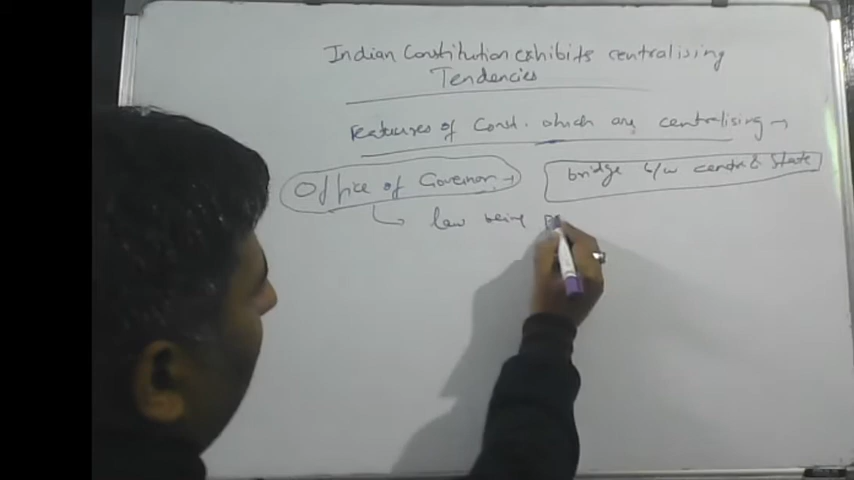 Indian Constitution exhibits centralising
Tendencies
Features of Const. which are centralising →
Office of Governor → bridge b/w centre & State
law being